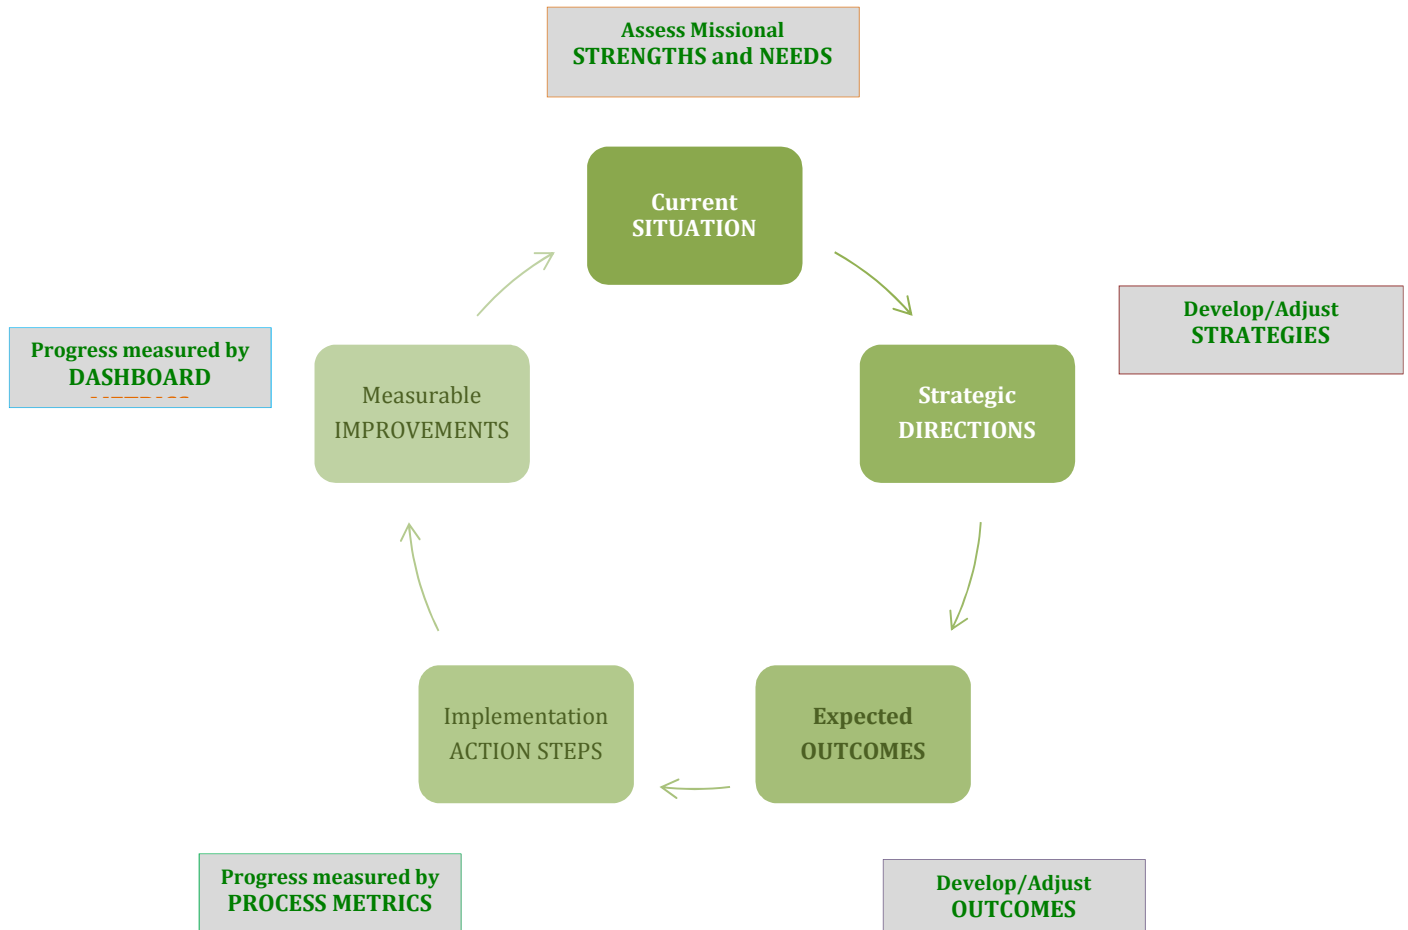 Assess Missional
STRENGTHS and NEEDS
Current
SITUATION
Develop/Adjust
STRATEGIES
Strategic
DIRECTIONS
Expected
OUTCOMES
Develop/Adjust
OUTCOMES
Implementation
ACTION STEPS
Progress measured by
PROCESS METRICS
Measurable
IMPROVEMENTS
Progress measured by
DASHBOARD